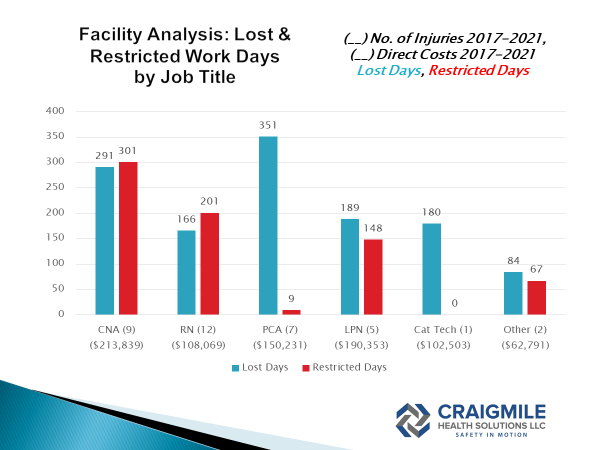 Facility Analysis: Lost &
Restricted Work Days
by Job Title
(__) No. of Injuries 2017-2021,
(__) Direct Costs 2017-2021
Lost Days, Restricted Days
400
350
300
250
200
150
100
50
0
291
301
166
201
351
9
189
148
180
0
84
67
CNA (9)
($213,839)
RN (12)
($108,069)
PCA (7)
($150,231)
LPN (5)
($190,353)
Cat Tech (1)
($102,503)
Other (2)
($62,791)
Lost Days
Restricted Days
CRAIGMILE
HEALTH SOLUTIONS LLC
SAFETY IN MOTION